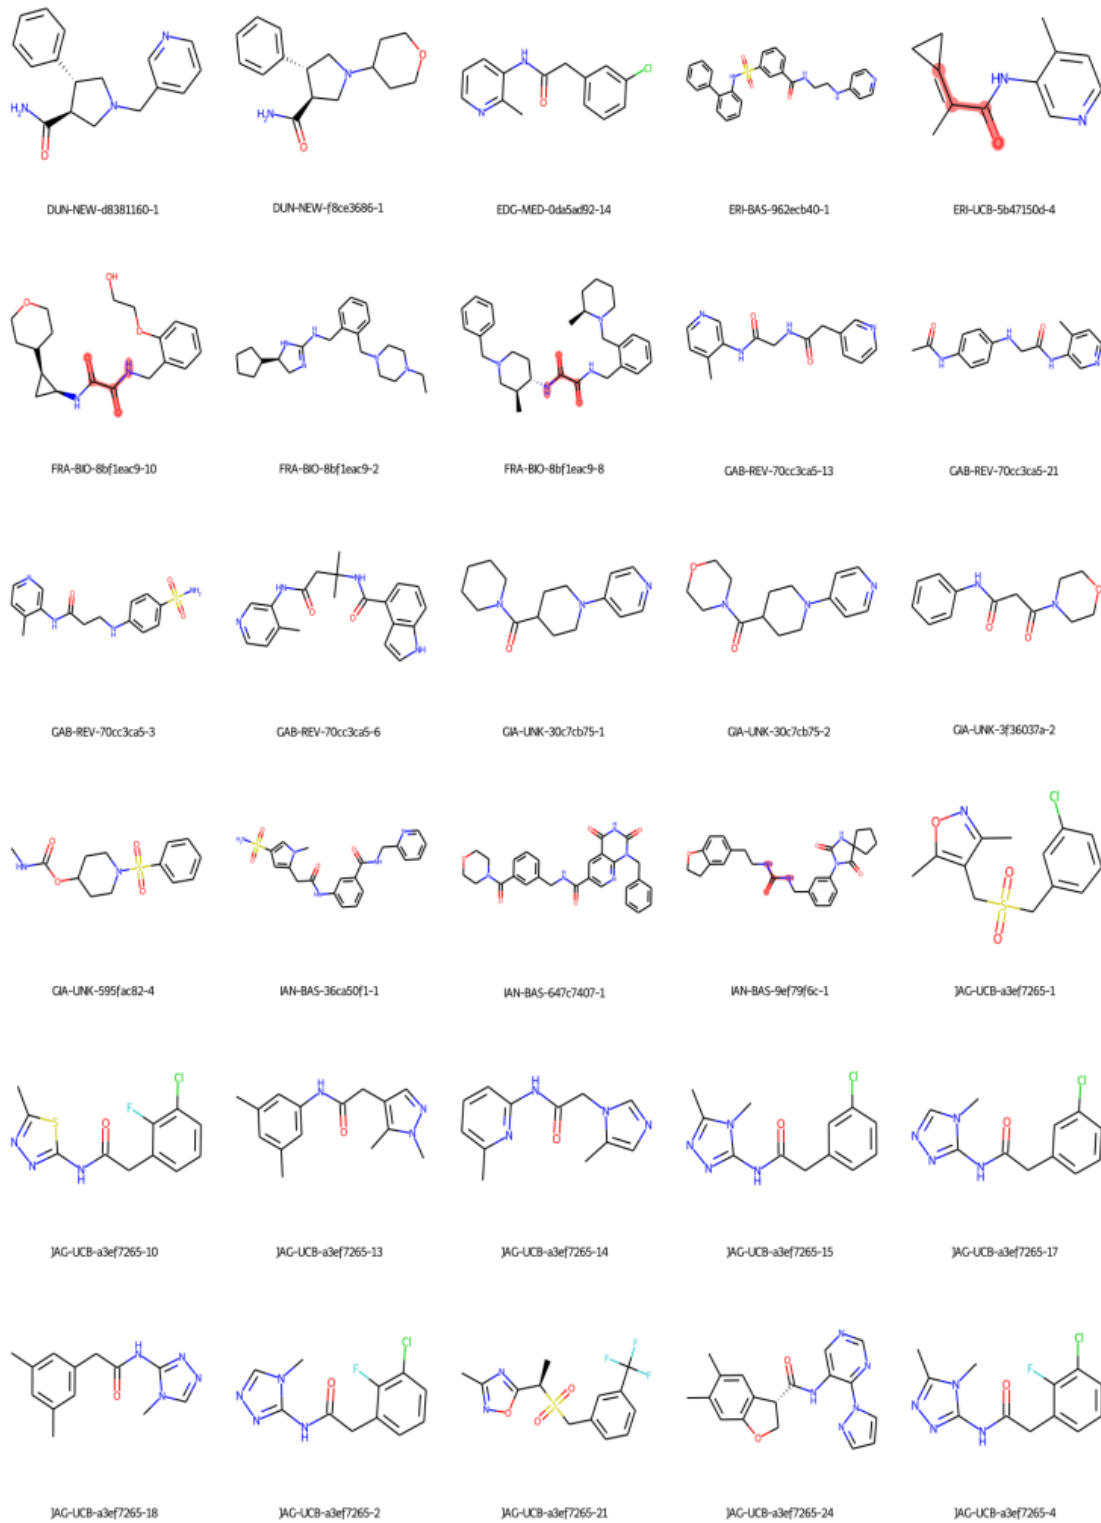 DUN-NEW-d8381160-1
DUN-NEW-f8ce3686-1
EDG-MED-0da5ad92-14
ERI-BAS-962ecb40-1
ERI-UCB-5b47150d-4
FRA-BIO-8bf1eac9-10
FRA-BIO-8bf1eac9-2
FRA-BIO-8bf1eac9-8
GAB-REV-70cc3ca5-13
GAB-REV-70cc3ca5-21
GAB-REV-70cc3ca5-3
GAB-REV-70cc3ca5-6
GIA-UNK-30c7cb75-1
GIA-UNK-30c7cb75-2
GIA-UNK-3f36037a-2
GIA-UNK-595fac82-4
IAN-BAS-36ca50f1-1
IAN-BAS-647c7407-1
IAN-BAS-9ef79f6c-1
JAG-UCB-a3ef7265-1
JAG-UCB-a3ef7265-10
JAG-UCB-a3ef7265-13
JAG-UCB-a3ef7265-14
JAG-UCB-a3ef7265-15
JAG-UCB-a3ef7265-17
JAG-UCB-a3ef7265-18
JAG-UCB-a3ef7265-2
JAG-UCB-a3ef7265-21
JAG-UCB-a3ef7265-24
JAG-UCB-a3ef7265-4